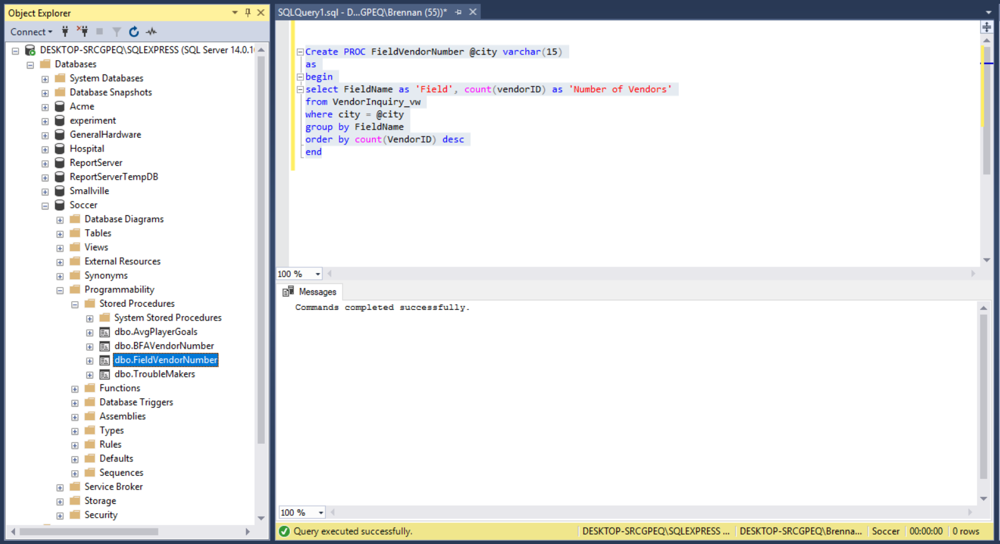 Object Explorer
Connect
DESKTOP-SRCGPEQ\SQLEXPRESS (SQL Server 14.0.1
Databases
System Databases
Database Snapshots
Acme
experiment
GeneralHardware
Hospital
ReportServer
ReportServerTempDB
Smallville
Soccer
Database Diagrams
Tables
Views
External Resources
Synonyms
Programmability
Stored Procedures
System Stored Procedures
dbo.AvgPlayerGoals
dbo.BFAVendorNumber
dbo.FieldVendorNumber
dbo.TroubleMakers
Functions
Database Triggers
Assemblies
Types
Rules
Defaults
Sequences
Service Broker
Storage
Security
SQLQuery1.sql - D...GPEQ\Brennan (55))*
Create PROC FieldVendorNumber @city varchar(15)
as
begin
select FieldName as 'Field', count(vendorID) as 'Number of Vendors'
from VendorInquiry_vw
where city = @city
group by FieldName
order by count(VendorID) desc
end
100 %
Messages
Commands completed successfully.
100 %
Query executed successfully.
DESKTOP-SRCGPEQ\SQLEXPRESS ...
DESKTOP-SRCGPEQ\Brenna...
Soccer
00:00:00
0 rows